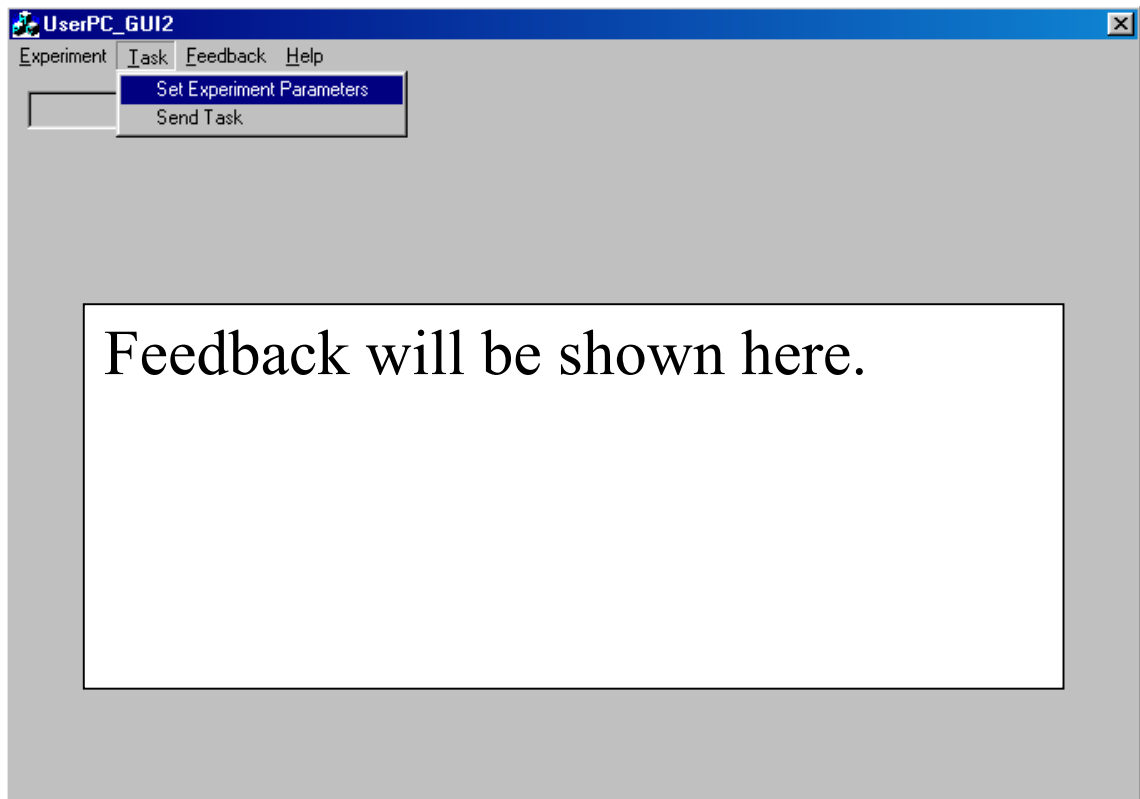 UserPC_GUI2
Experiment Task Feedback Help
Set Experiment Parameters
Send Task
Feedback will be shown here.